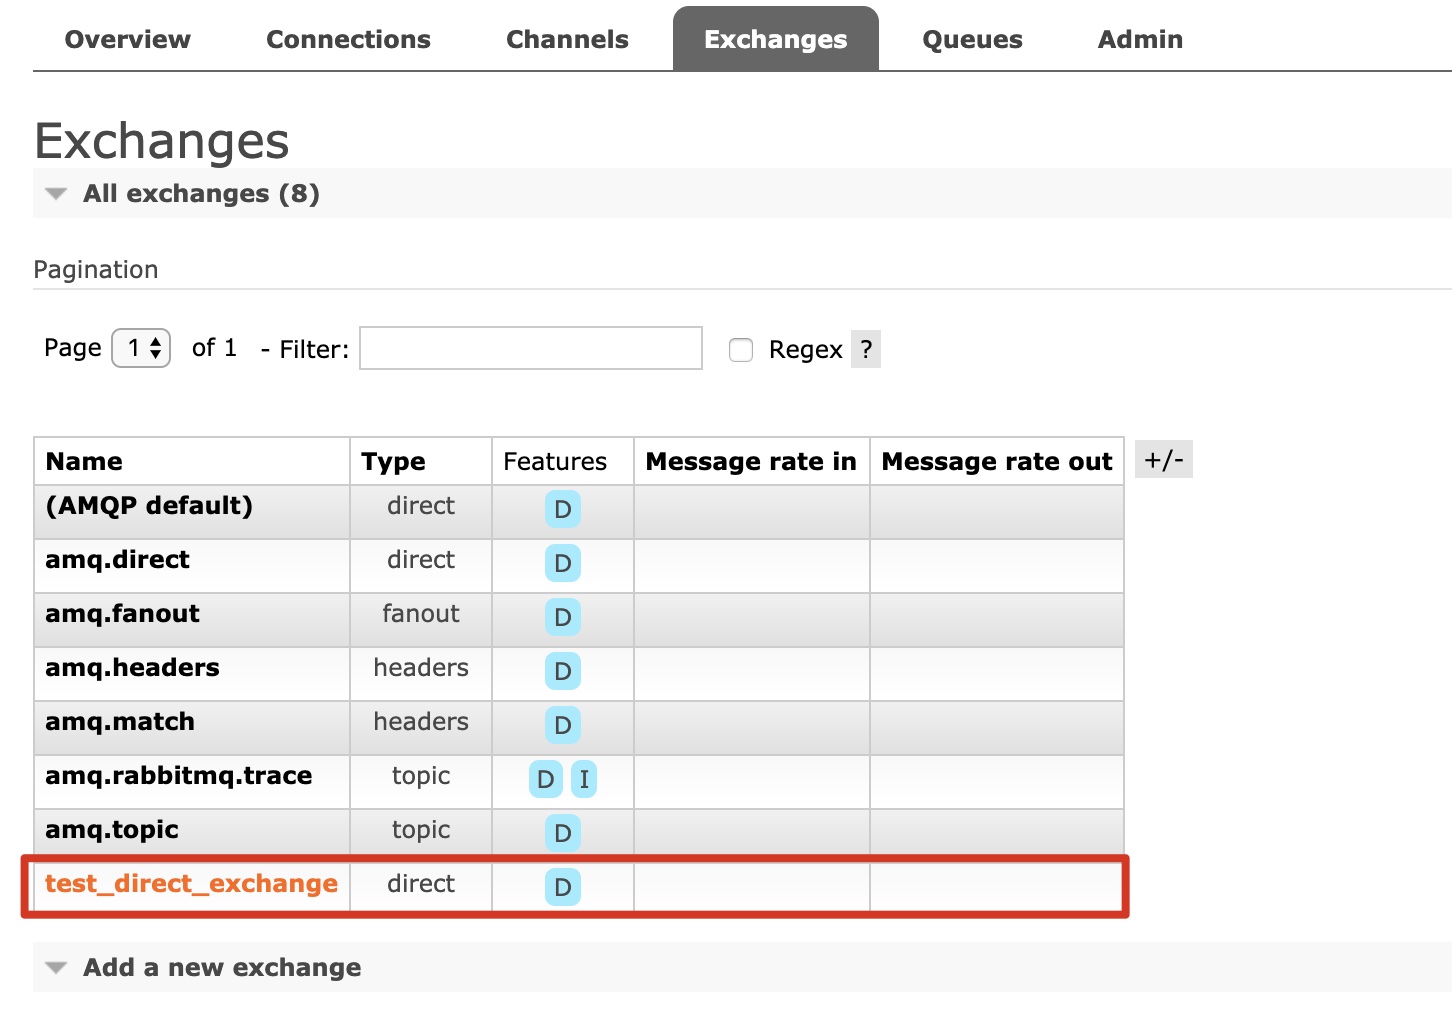 Overview Connections Channels Exchanges Queues Admin
Exchanges
All exchanges (8)
Pagination
Page 1 of 1 - Filter: Regex ?
Name Type Features Message rate in Message rate out +/-
(AMQP default) direct D
amq.direct direct D
amq.fanout fanout D
amq.headers headers D
amq.match headers D
amq.rabbitmq.trace topic D I
amq.topic topic D
test_direct_exchange direct D
Add a new exchange